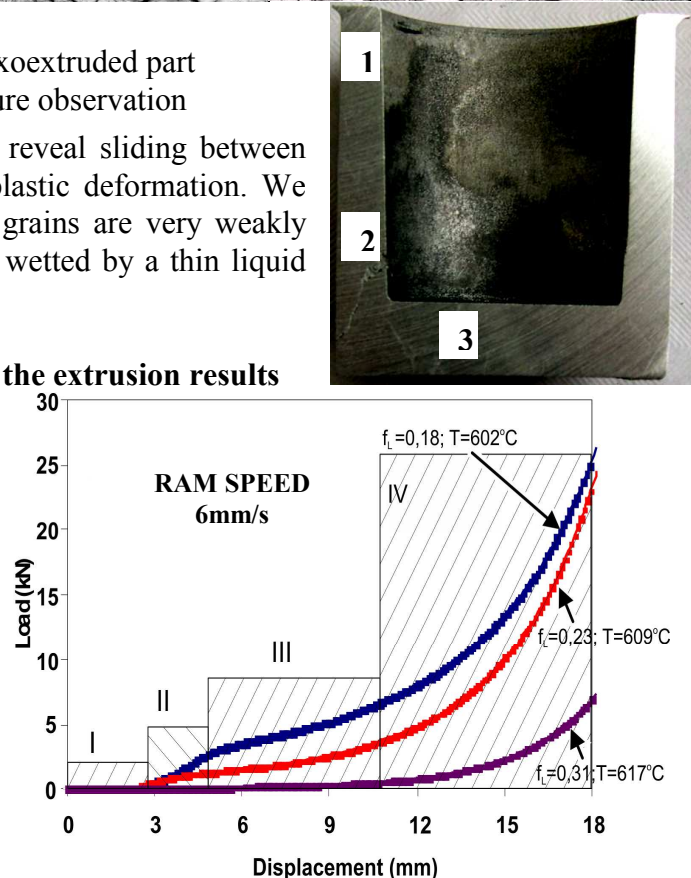 xoextruded part
ure observation
reveal sliding between
plastic deformation. We
grains are very weakly
wetted by a thin liquid
1
2
3
the extrusion results
30
25
20
15
10
5
0
Load (kN)
RAM SPEED
6mm/s
I
II
III
IV
f_L=0,18; T=602°C
f_L=0,23; T=609°C
f_L=0,31;T=617°C
0 3 6 9 12 15 18
Displacement (mm)